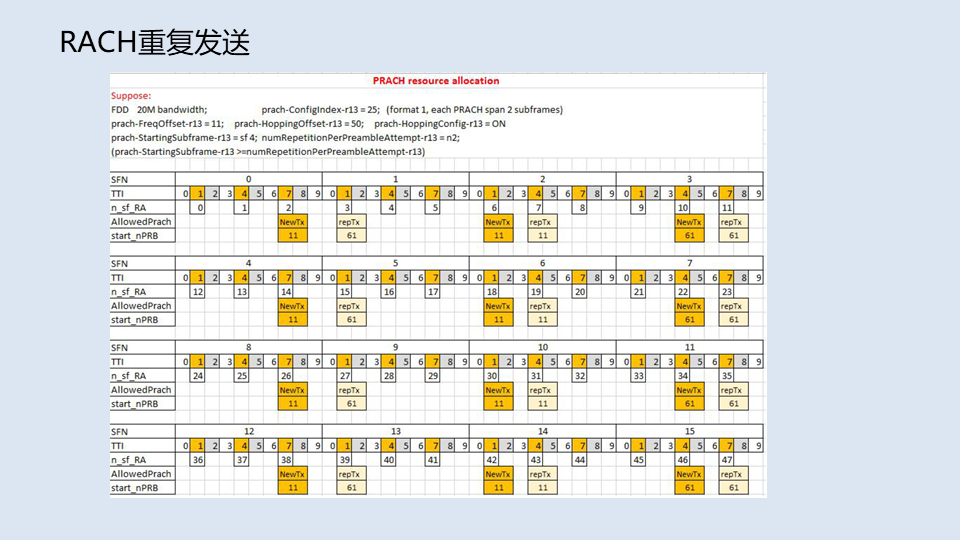 RACH重复发送
PRACH resource allocation
Suppose:
FDD 20M bandwidth; prach-ConfigIndex-r13 = 25; (format 1, each PRACH span 2 subframes)
prach-FreqOffset-r13 = 11; prach-HoppingOffset-r13 = 50; prach-HoppingConfig-r13 = ON
prach-StartingSubframe-r13 = sf 4; numRepetitionPerPreambleAttempt-r13 = n2;
(prach-StartingSubframe-r13 >=numRepetitionPerPreambleAttempt-r13)
SFN 0 1 2 3
TTI 0 1 2 3 4 5 6 7 8 9 0 1 2 3 4 5 6 7 8 9 0 1 2 3 4 5 6 7 8 9 0 1 2 3 4 5 6 7 8 9
n_sf_RA 0 1 2 3 4 5 6 7 8 9 10 11
AllowedPrach NewTx repTx NewTx repTx NewTx repTx
start_nPRB 11 61 11 11 61 61
SFN 4 5 6 7
TTI 0 1 2 3 4 5 6 7 8 9 0 1 2 3 4 5 6 7 8 9 0 1 2 3 4 5 6 7 8 9 0 1 2 3 4 5 6 7 8 9
n_sf_RA 12 13 14 15 16 17 18 19 20 21 22 23
AllowedPrach NewTx repTx NewTx repTx NewTx repTx
start_nPRB 11 61 11 11 61 61
SFN 8 9 10 11
TTI 0 1 2 3 4 5 6 7 8 9 0 1 2 3 4 5 6 7 8 9 0 1 2 3 4 5 6 7 8 9 0 1 2 3 4 5 6 7 8 9
n_sf_RA 24 25 26 27 28 29 30 31 32 33 34 35
AllowedPrach NewTx repTx NewTx repTx NewTx repTx
start_nPRB 11 61 11 11 61 61
SFN 12 13 14 15
TTI 0 1 2 3 4 5 6 7 8 9 0 1 2 3 4 5 6 7 8 9 0 1 2 3 4 5 6 7 8 9 0 1 2 3 4 5 6 7 8 9
n_sf_RA 36 37 38 39 40 41 42 43 44 45 46 47
AllowedPrach NewTx repTx NewTx repTx NewTx repTx
start_nPRB 11 61 11 11 61 61